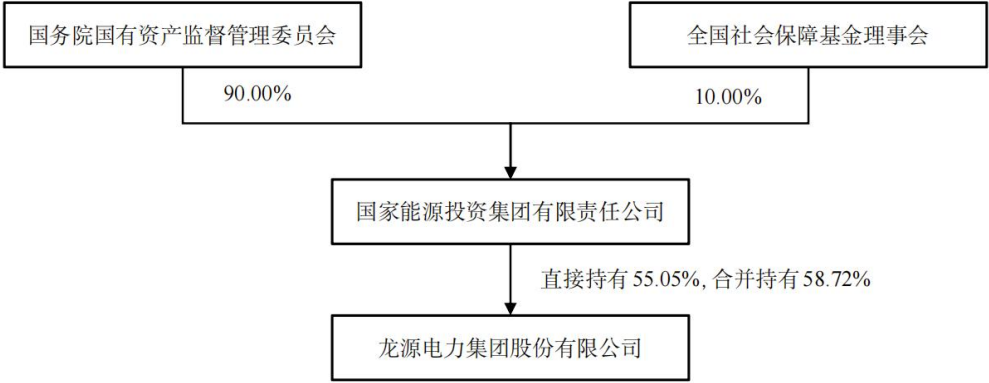 国务院国有资产监督管理委员会
全国社会保障基金理事会
90.00%
10.00%
国家能源投资集团有限责任公司
直接持有 55.05%, 合并持有 58.72%
龙源电力集团股份有限公司